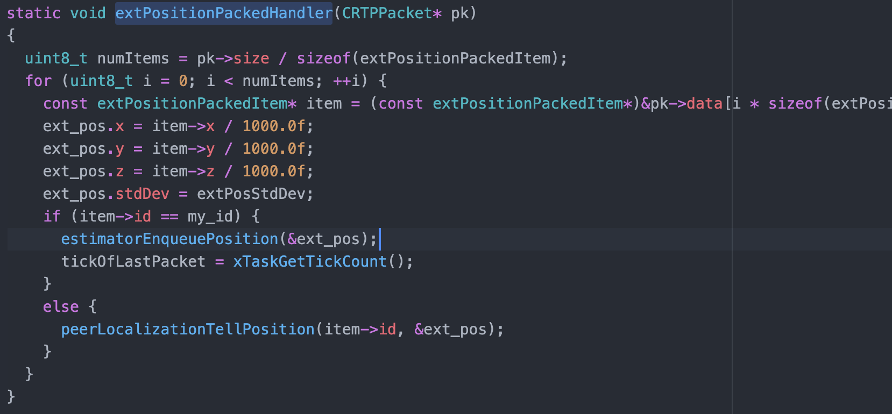 static void extPositionPackedHandler(CRTPPacket* pk)
{
  uint8_t numItems = pk->size / sizeof(extPositionPackedItem);
  for (uint8_t i = 0; i < numItems; ++i) {
    const extPositionPackedItem* item = (const extPositionPackedItem*)&pk->data[i * sizeof(extPosi
    ext_pos.x = item->x / 1000.0f;
    ext_pos.y = item->y / 1000.0f;
    ext_pos.z = item->z / 1000.0f;
    ext_pos.stdDev = extPosStdDev;
    if (item->id == my_id) {
      estimatorEnqueuePosition(&ext_pos);
      tickOfLastPacket = xTaskGetTickCount();
    }
    else {
      peerLocalizationTellPosition(item->id, &ext_pos);
    }
  }
}